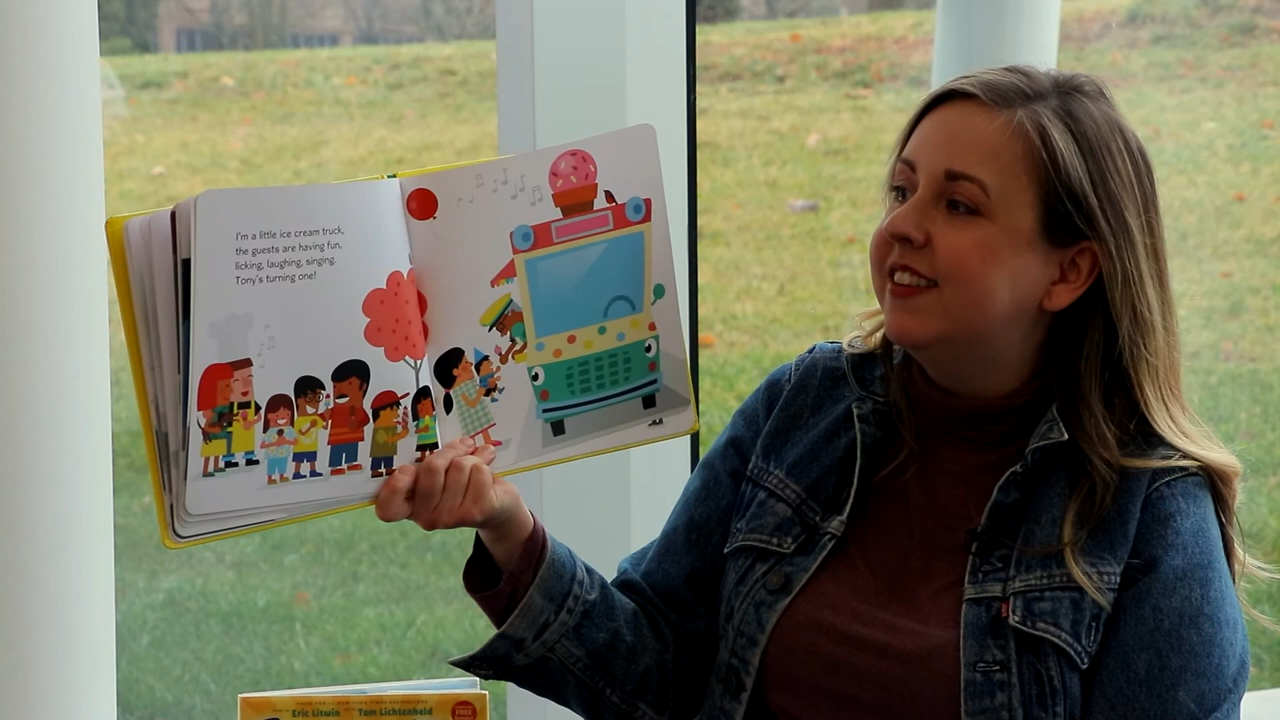 I'm a little ice cream truck,
the guests are having fun,
licking, laughing, singing.
Tony's turning one!
Eric Litwin Tom Lichtenheld
FREE